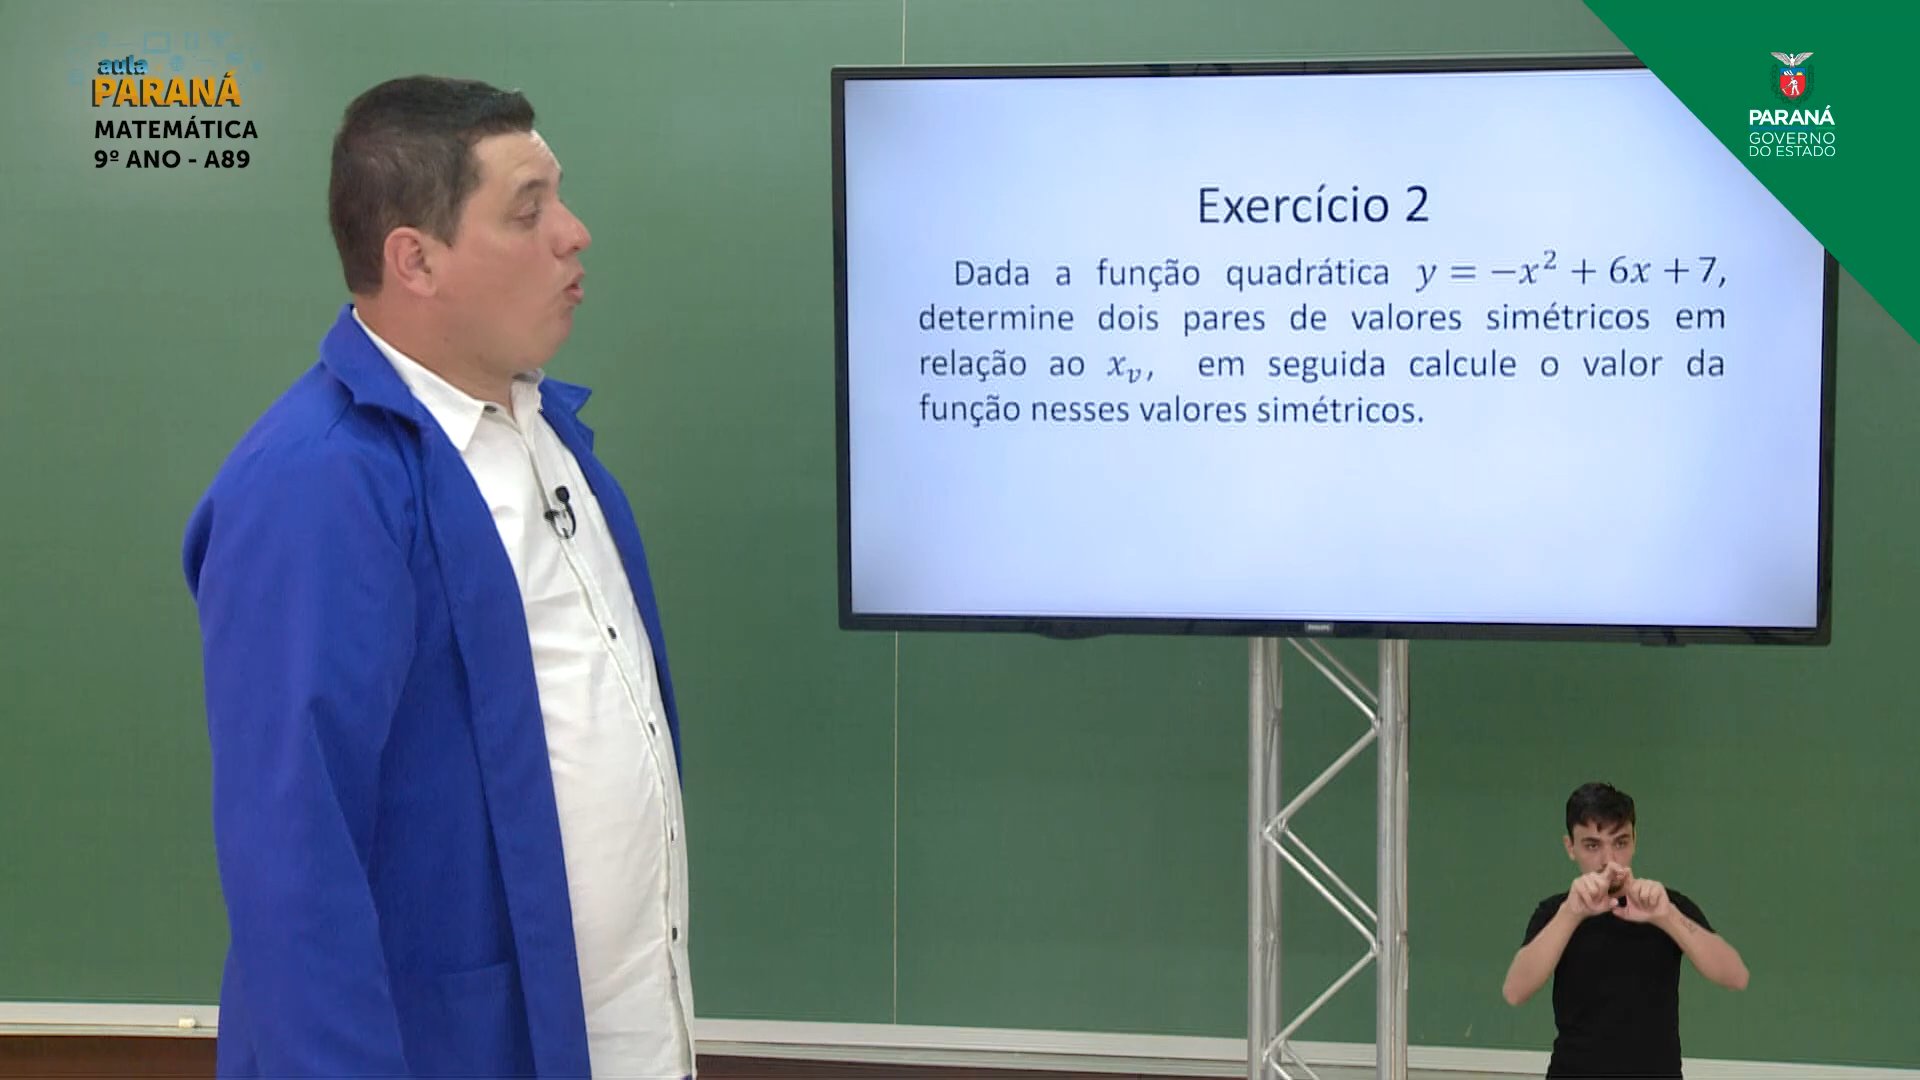 aula
PARANÁ
MATEMÁTICA
9º ANO - A89
PARANÁ
GOVERNO
DO ESTADO
Exercício 2
Dada a função quadrática y = −x² + 6x + 7,
determine dois pares de valores simétricos em
relação ao xᵥ, em seguida calcule o valor da
função nesses valores simétricos.
PHILIPS